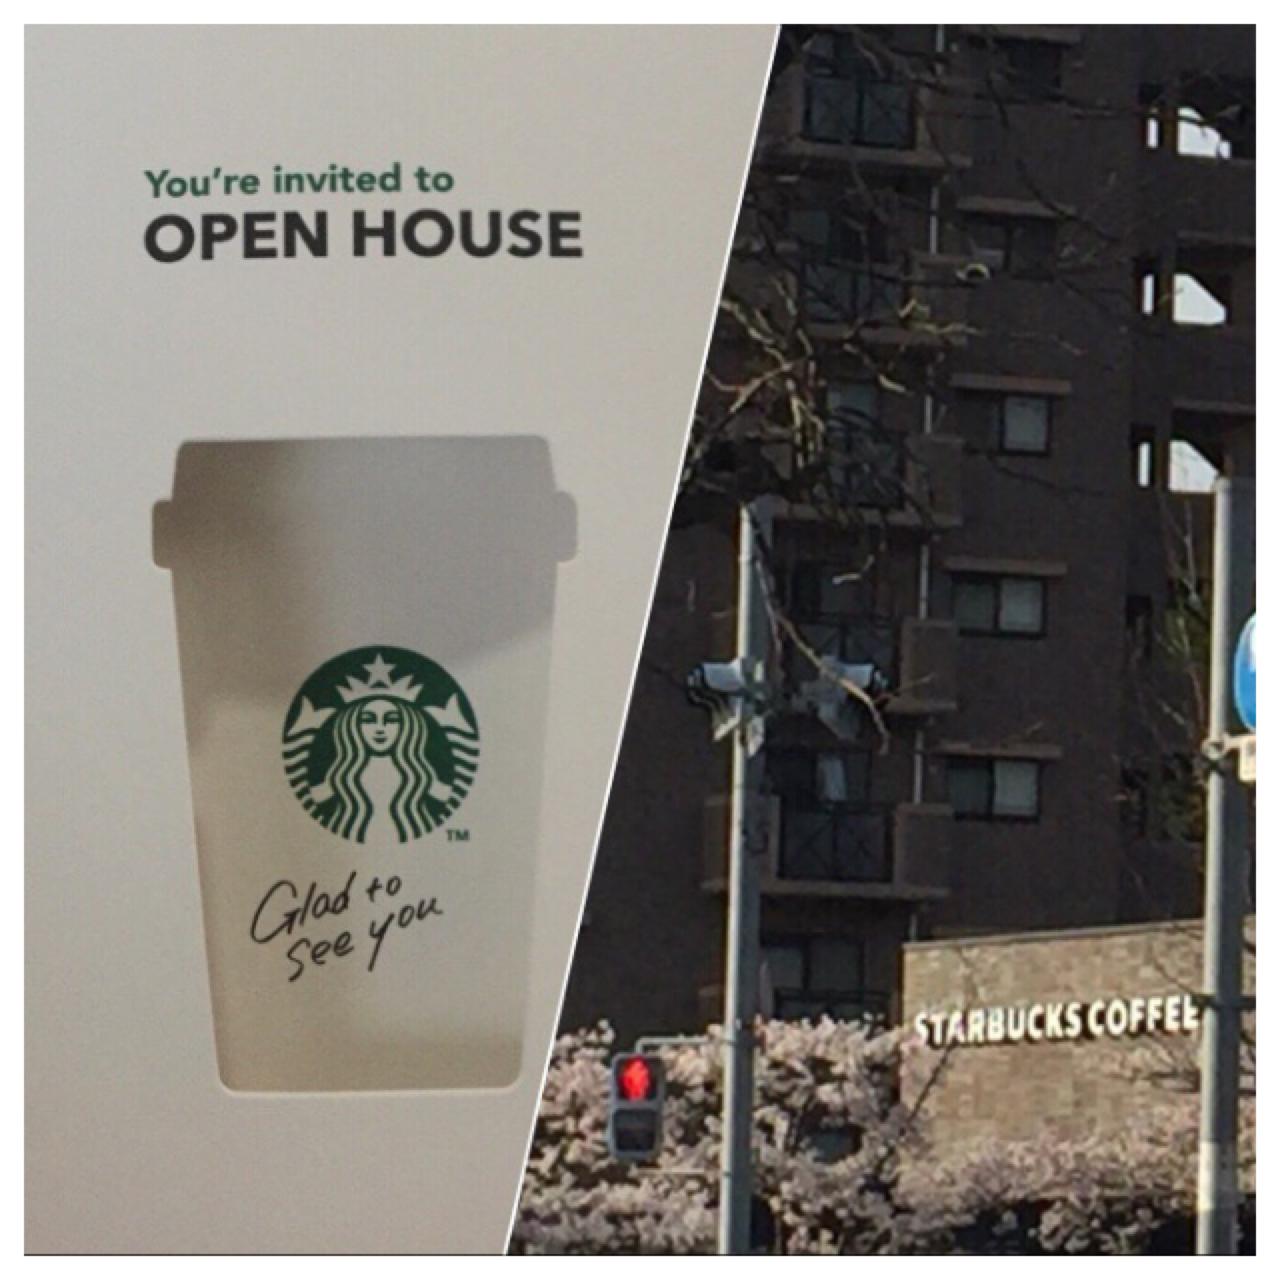 You're invited to
OPEN HOUSE
TM
Glad to
see you
STARBUCKS COFFEE